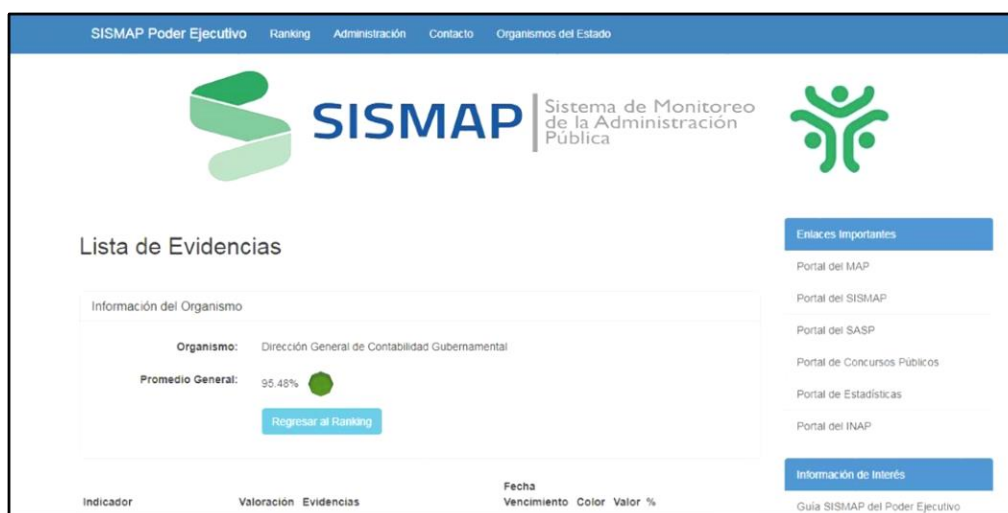 SISMAP Poder Ejecutivo Ranking Administración Contacto Organismos del Estado
SISMAP
Sistema de Monitoreo
de la Administración
Pública
Lista de Evidencias
Información del Organismo
Organismo: Dirección General de Contabilidad Gubernamental
Promedio General: 95.48%
Regresar al Ranking
Indicador Valoración Evidencias Fecha
Vencimiento Color Valor %
Enlaces Importantes
Portal del MAP
Portal del SISMAP
Portal del SASP
Portal de Concursos Públicos
Portal de Estadísticas
Portal del INAP
Información de Interés
Guía SISMAP del Poder Ejecutivo